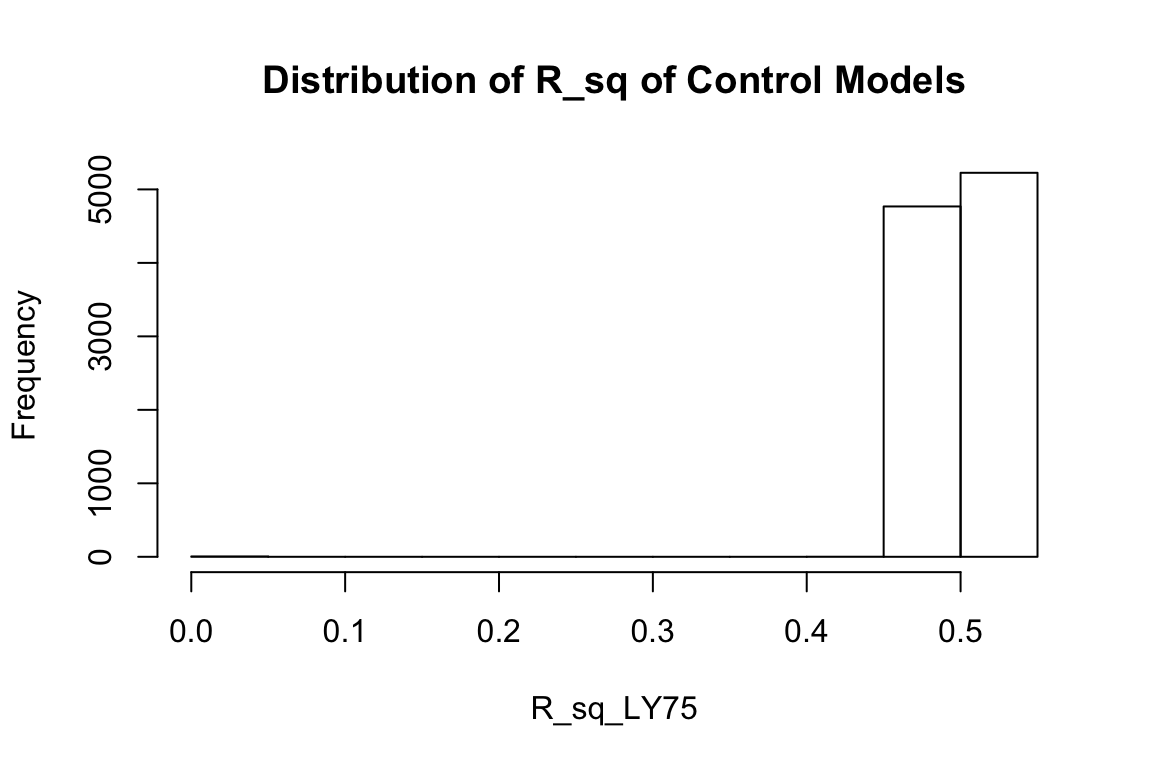 Distribution of R_sq of Control Models
Frequency
5000
3000
1000
0
0.0 0.1 0.2 0.3 0.4 0.5
R_sq_LY75